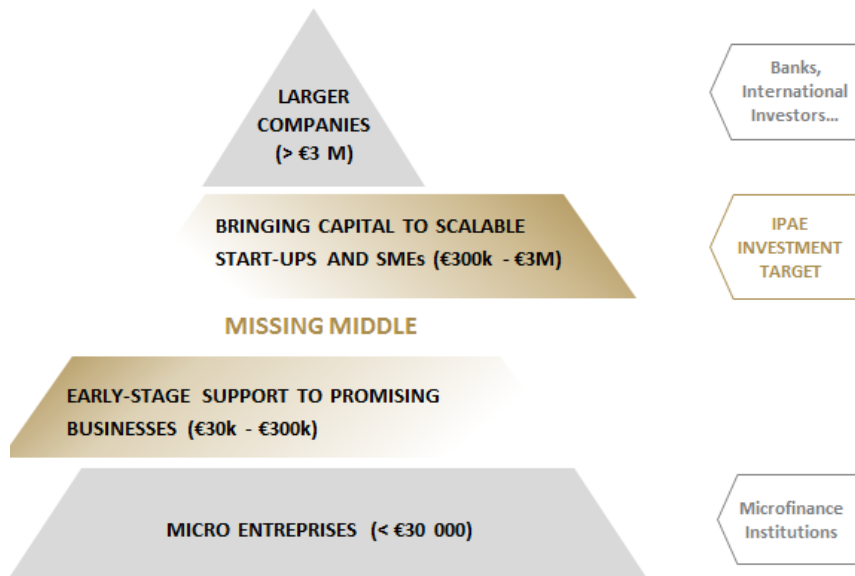 LARGER
COMPANIES
(> €3 M)
Banks,
International
Investors...
BRINGING CAPITAL TO SCALABLE
START-UPS AND SMEs (€300k - €3M)
IPAE
INVESTMENT
TARGET
MISSING MIDDLE
EARLY-STAGE SUPPORT TO PROMISING
BUSINESSES (€30k - €300k)
MICRO ENTREPRISES (< €30 000)
Microfinance
Institutions